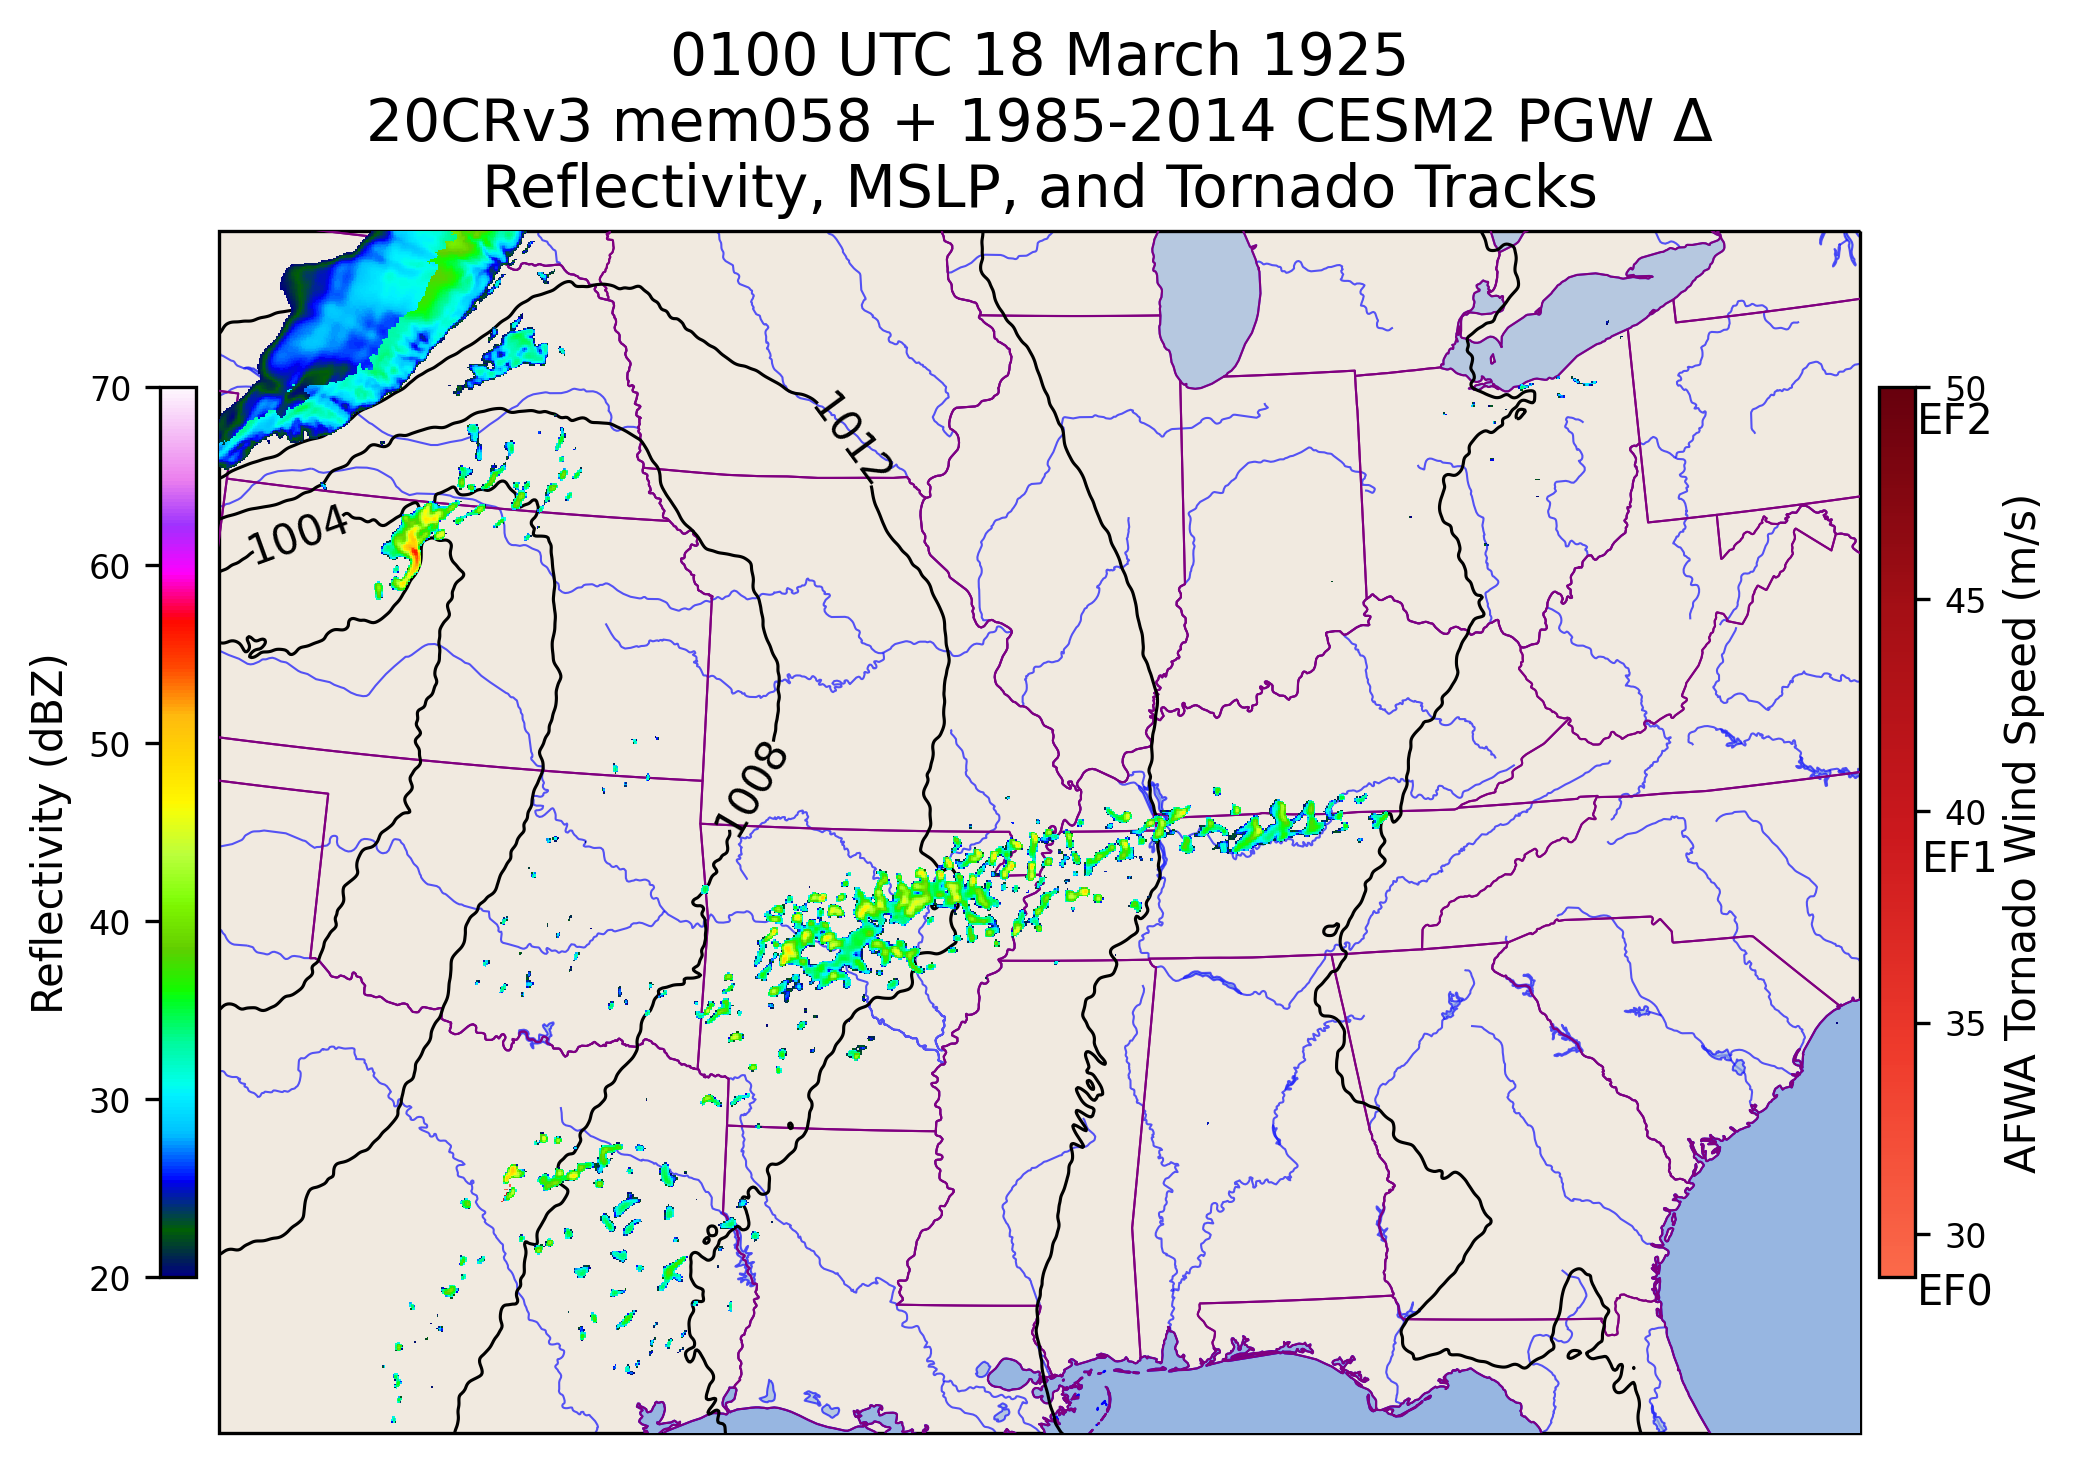 0100 UTC 18 March 1925
20CRv3 mem058 + 1985-2014 CESM2 PGW Δ
Reflectivity, MSLP, and Tornado Tracks
Reflectivity (dBZ)
70
60
50
40
30
20
1012
1004
1008
50
EF2
45
40
EF1
35
30
EF0
AFWA Tornado Wind Speed (m/s)